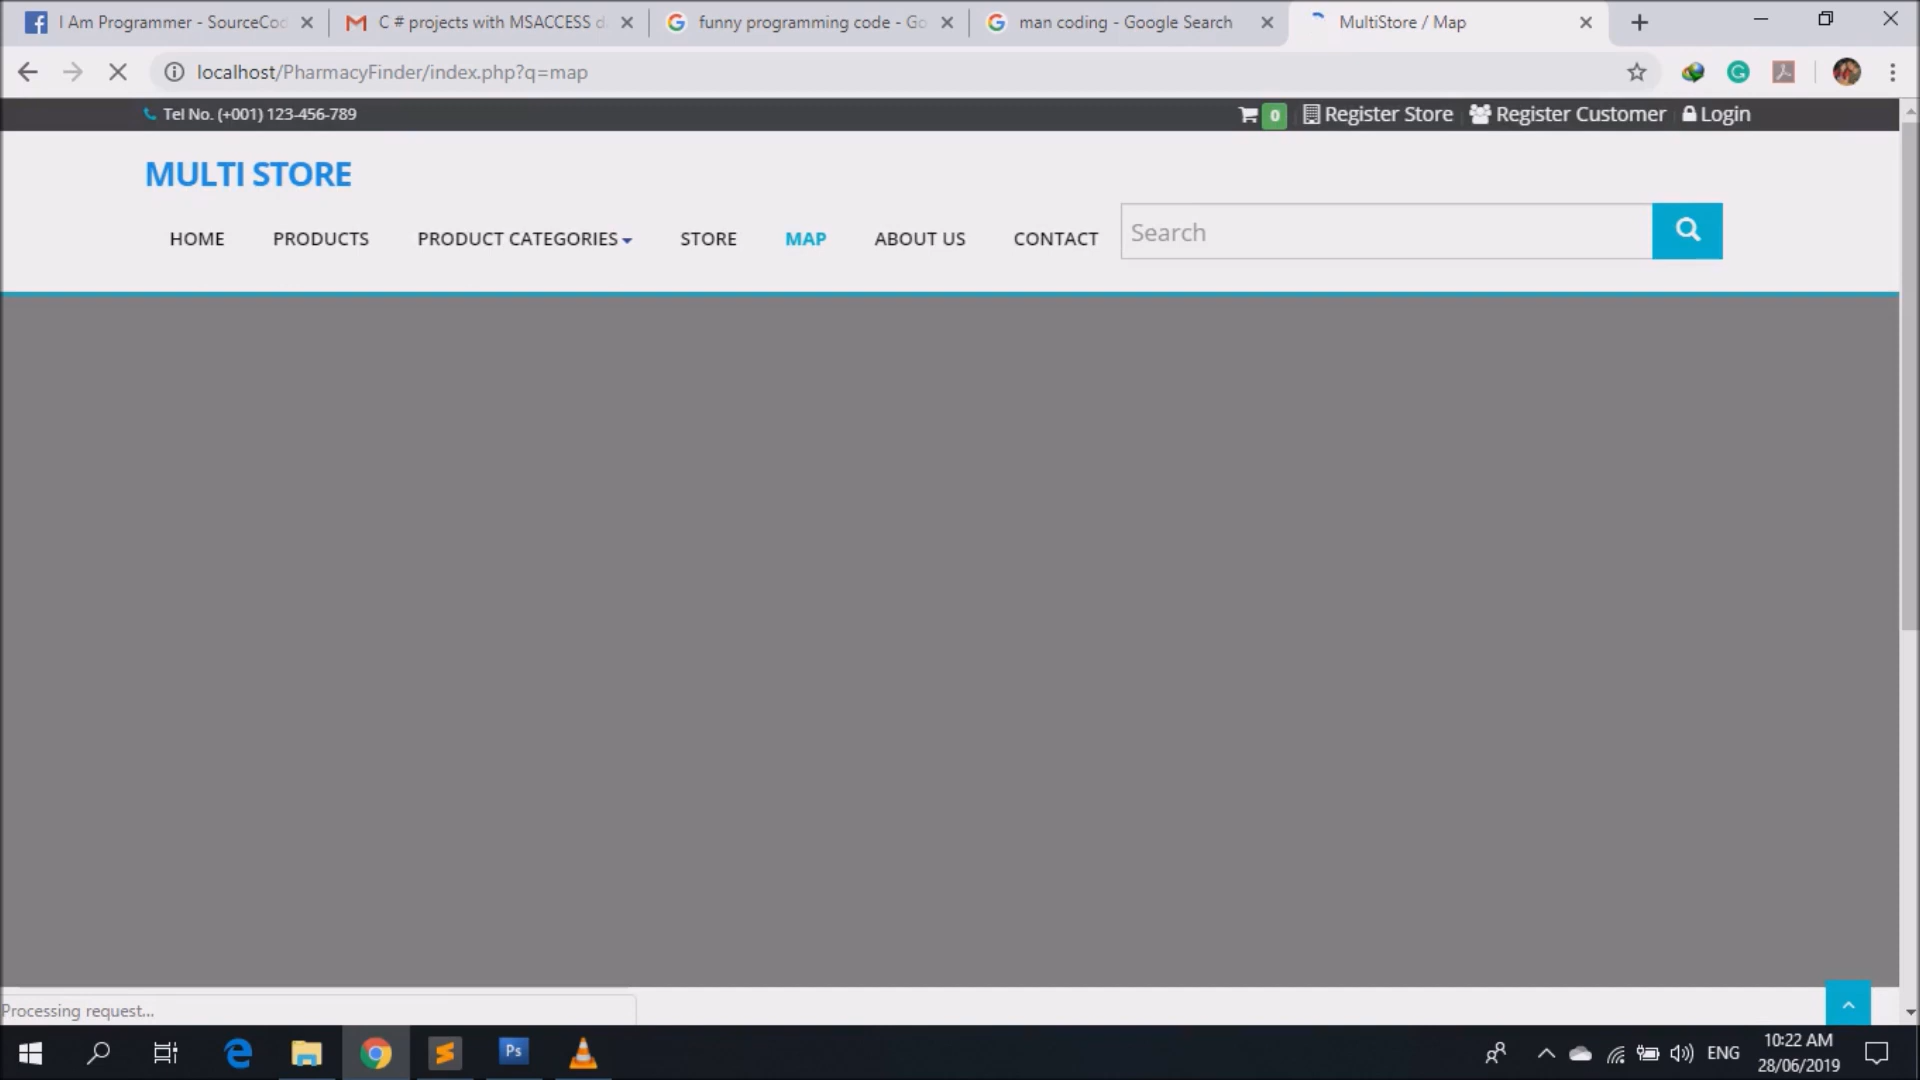 I Am Programmer - SourceCod
C # projects with MSACCESS d
funny programming code - Go
man coding - Google Search
MultiStore / Map
localhost/PharmacyFinder/index.php?q=map
Tel No. (+001) 123-456-789
0
Register Store
Register Customer
Login
MULTI STORE
HOME
PRODUCTS
PRODUCT CATEGORIES
STORE
MAP
ABOUT US
CONTACT
Search
Processing request...
Ps
ENG
10:22 AM
28/06/2019